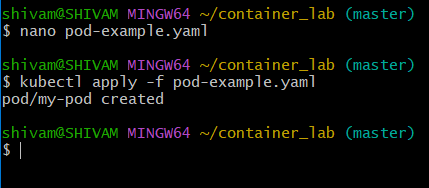 shivam@SHIVAM MINGW64 ~/container_lab (master)
$ nano pod-example.yaml
shivam@SHIVAM MINGW64 ~/container_lab (master)
$ kubectl apply -f pod-example.yaml
pod/my-pod created
shivam@SHIVAM MINGW64 ~/container_lab (master)
$